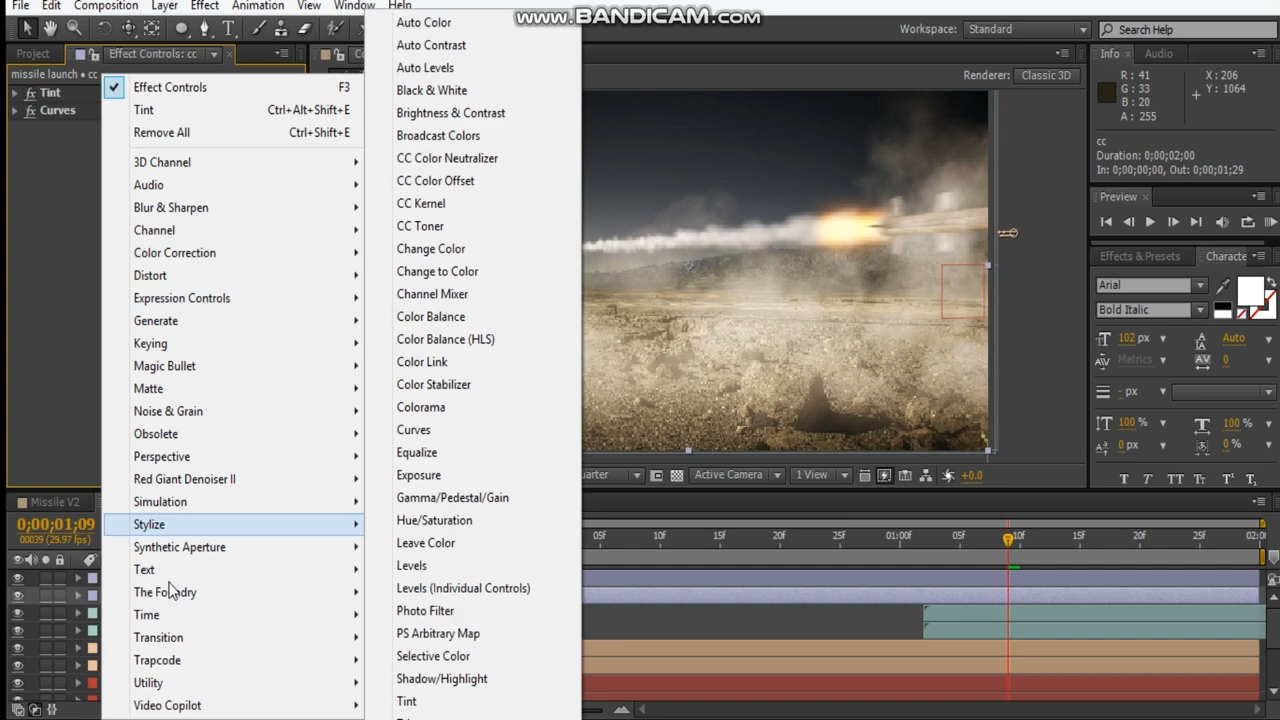 File Edit Composition Layer Effect Animation View Window Help
www.BANDICAM.com
Workspace: Standard
Search Help
Project
Effect Controls: cc
missile launch • cc
fx Tint
fx Curves
Effect Controls F3
Tint Ctrl+Alt+Shift+E
Remove All Ctrl+Shift+E
3D Channel
Audio
Blur & Sharpen
Channel
Color Correction
Distort
Expression Controls
Generate
Keying
Magic Bullet
Matte
Noise & Grain
Obsolete
Perspective
Red Giant Denoiser II
Simulation
Stylize
Synthetic Aperture
Text
The Foundry
Time
Transition
Trapcode
Utility
Video Copilot
Auto Color
Auto Contrast
Auto Levels
Black & White
Brightness & Contrast
Broadcast Colors
CC Color Neutralizer
CC Color Offset
CC Kernel
CC Toner
Change Color
Change to Color
Channel Mixer
Color Balance
Color Balance (HLS)
Color Link
Color Stabilizer
Colorama
Curves
Equalize
Exposure
Gamma/Pedestal/Gain
Hue/Saturation
Leave Color
Levels
Levels (Individual Controls)
Photo Filter
PS Arbitrary Map
Selective Color
Shadow/Highlight
Tint
Renderer: Classic 3D
Active Camera
1 View
+0.0
Info
Audio
R : 41
G : 33
B : 20
A : 255
X : 206
Y : 1064
cc
Duration: 0;00;02;00
In: 0;00;00;00, Out: 0;00;01;29
Preview
Effects & Presets
Arial
Bold Italic
102 px
Auto
Metrics
0
- px
100 %
100 %
0 px
0 %
Missile V2
0;00;01;09
00039 (29.97 fps)
05f 10f 15f 20f 25f 01:00f 05f 10f 15f 20f 25f